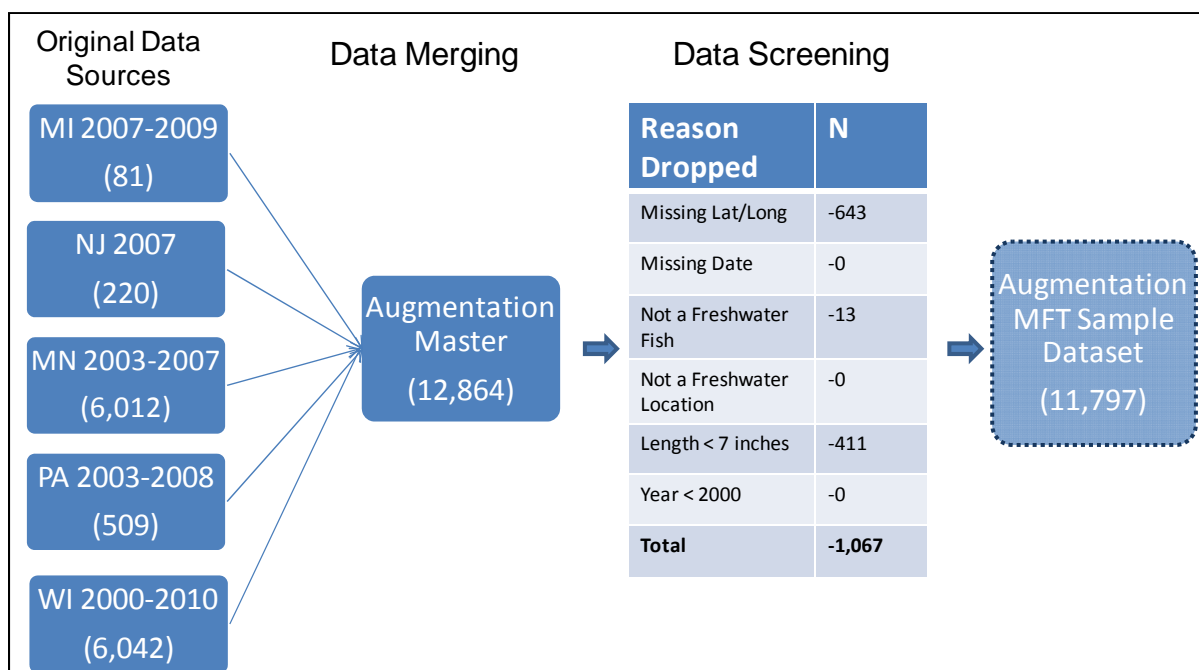 Original Data
Sources
Data Merging
Data Screening
MI 2007-2009
(81)
NJ 2007
(220)
MN 2003-2007
(6,012)
PA 2003-2008
(509)
WI 2000-2010
(6,042)
Augmentation
Master
(12,864)
Reason
Dropped
N
Missing Lat/Long -643
Missing Date -0
Not a Freshwater
Fish
-13
Not a Freshwater
Location
-0
Length < 7 inches -411
Year < 2000 -0
Total -1,067
Augmentation
MFT Sample
Dataset
(11,797)